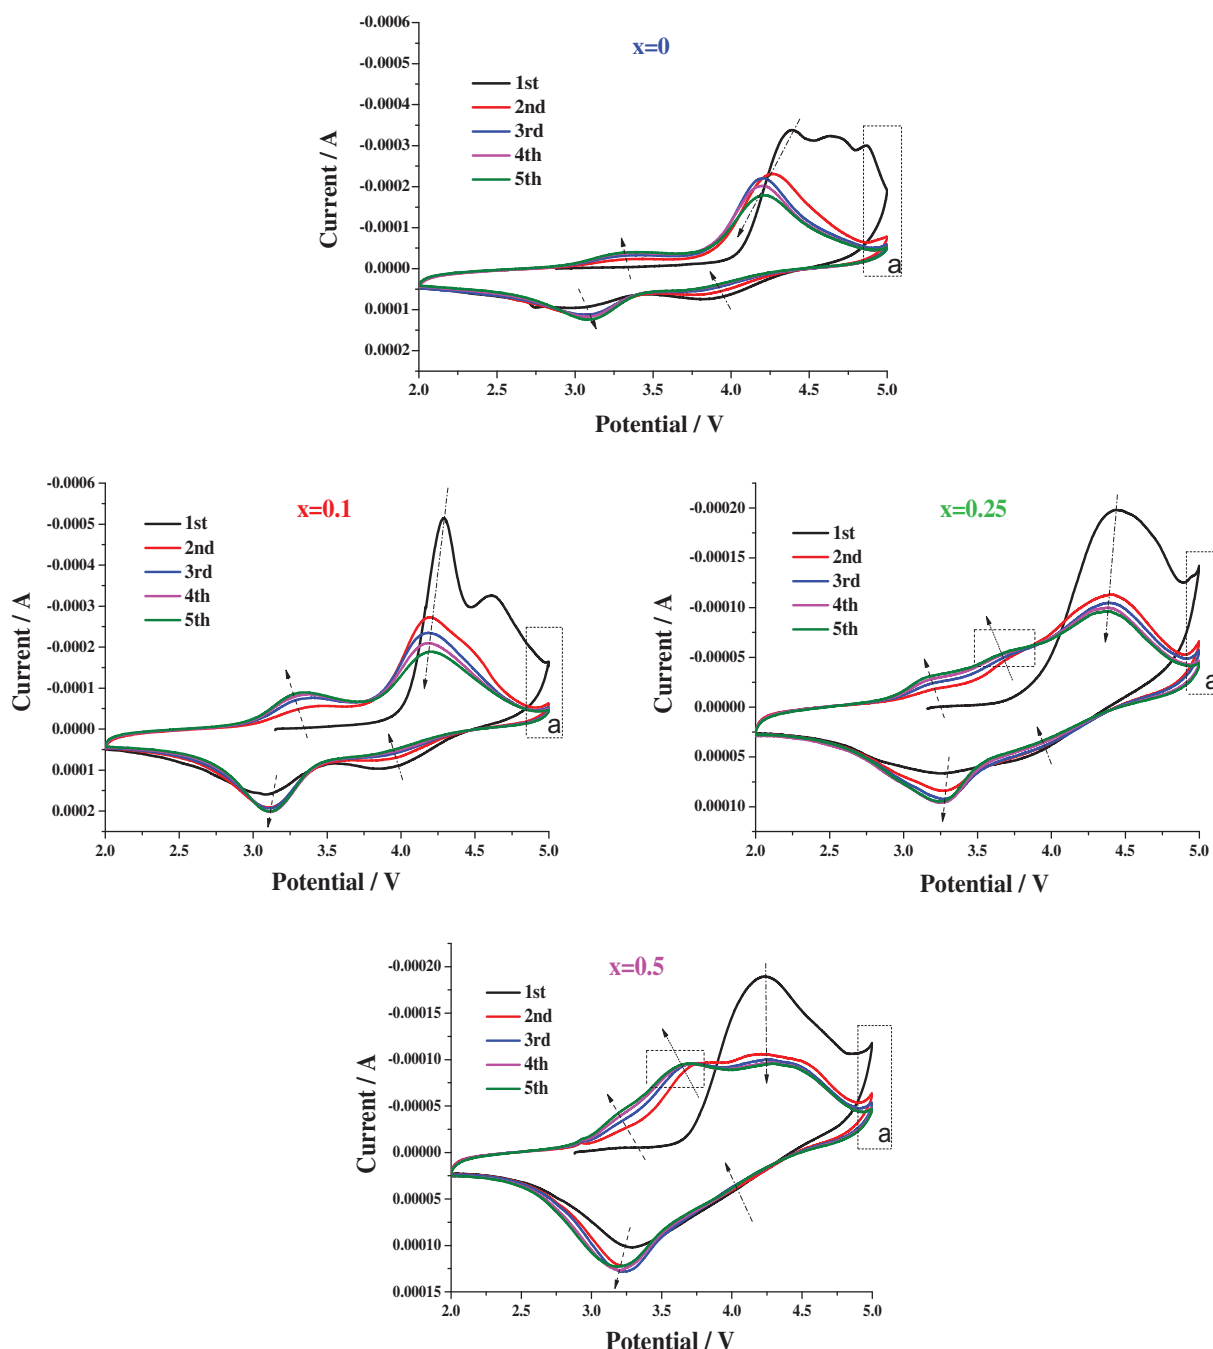 x=0
1st
2nd
3rd
4th
5th
-0.0006
-0.0005
-0.0004
-0.0003
-0.0002
-0.0001
0.0000
0.0001
0.0002
Current / A
a
2.0 2.5 3.0 3.5 4.0 4.5 5.0
Potential / V
x=0.1
1st
2nd
3rd
4th
5th
-0.0006
-0.0005
-0.0004
-0.0003
-0.0002
-0.0001
0.0000
0.0001
0.0002
Current / A
a
2.0 2.5 3.0 3.5 4.0 4.5 5.0
Potential / V
x=0.25
1st
2nd
3rd
4th
5th
-0.00020
-0.00015
-0.00010
-0.00005
0.00000
0.00005
0.00010
Current / A
a
2.0 2.5 3.0 3.5 4.0 4.5 5.0
Potential / V
x=0.5
1st
2nd
3rd
4th
5th
-0.00020
-0.00015
-0.00010
-0.00005
0.00000
0.00005
0.00010
0.00015
Current / A
a
2.0 2.5 3.0 3.5 4.0 4.5 5.0
Potential / V